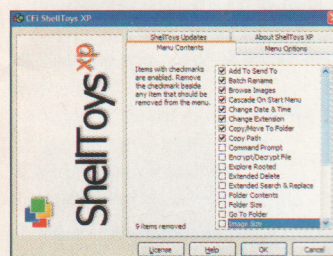 CFi ShellToys XP
ShellToys Updates
About ShellToys XP
Menu Contents
Menu Options
ShellToys xp
Items with checkmarks
are enabled. Remove
the checkmark beside
any item that should be
removed from the menu.
Add To Send To
Batch Rename
Browse Images
Cascade On Start Menu
Change Date & Time
Change Extension
Copy/Move To Folder
Copy Path
Command Prompt
Encrypt/Decrypt File
Explore Rooted
Extended Delete
Extended Search & Replace
Folder Contents
Folder Size
Go To Folder
Image Size
9 items removed
License
Help
OK
Cancel